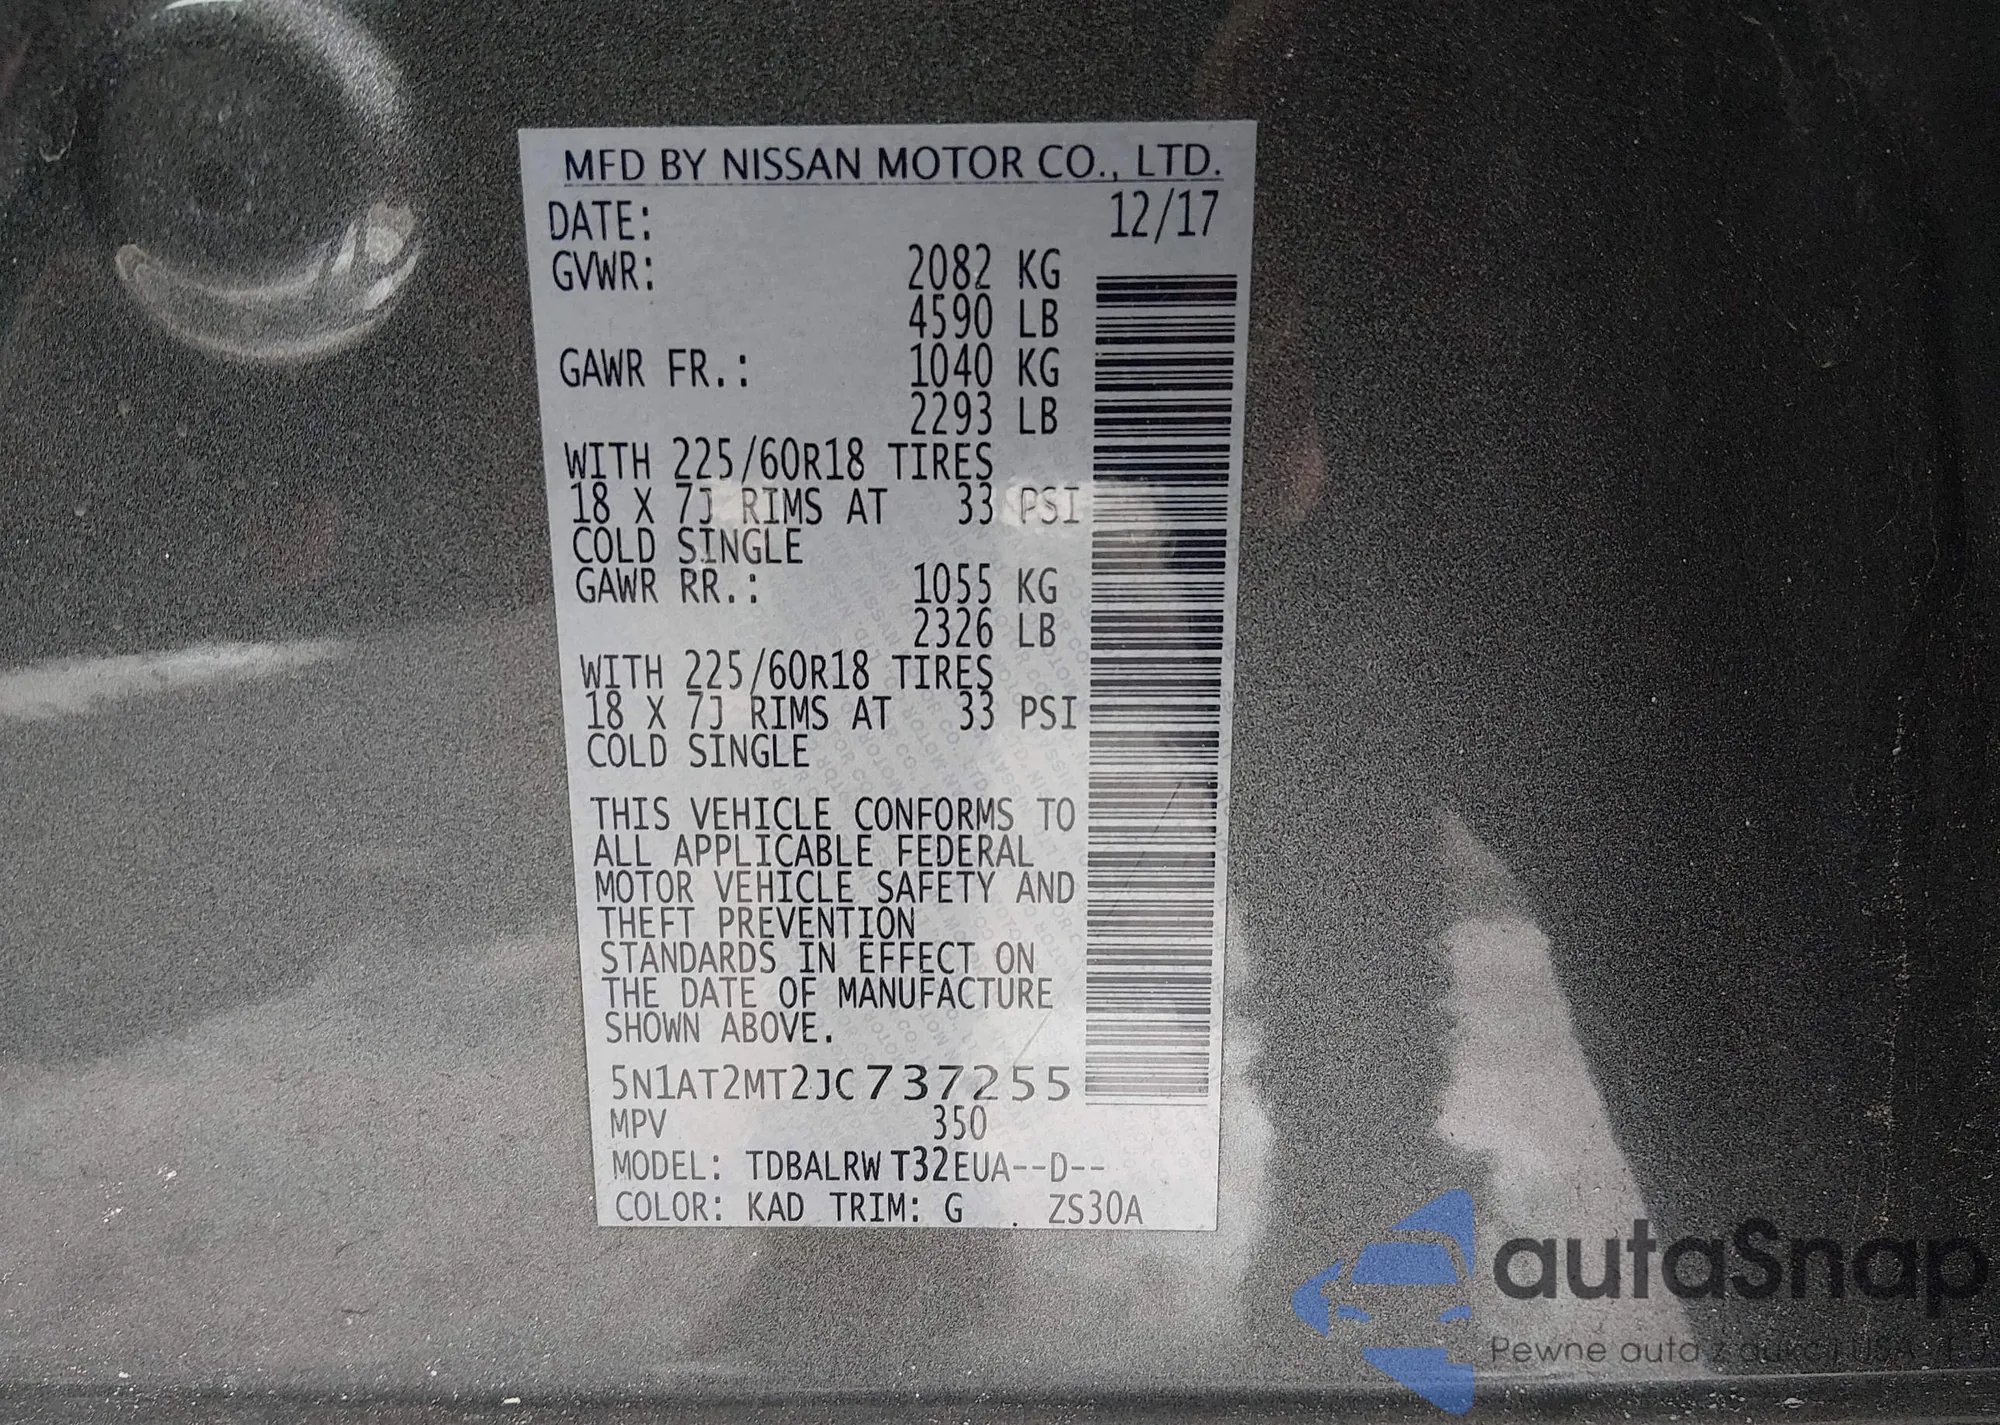 MFD BY NISSAN MOTOR CO., LTD.
DATE: 12/17
GVWR: 2082 KG
4590 LB
GAWR FR.: 1040 KG
2293 LB
WITH 225/60R18 TIRES
18 X 7J RIMS AT 33 PSI
COLD SINGLE
GAWR RR.: 1055 KG
2326 LB
WITH 225/60R18 TIRES
18 X 7J RIMS AT 33 PSI
COLD SINGLE
THIS VEHICLE CONFORMS TO
ALL APPLICABLE FEDERAL
MOTOR VEHICLE SAFETY AND
THEFT PREVENTION
STANDARDS IN EFFECT ON
THE DATE OF MANUFACTURE
SHOWN ABOVE.
5N1AT2MT2JC737255
MPV 350
MODEL: TDBALRW T32EUA--D--
COLOR: KAD TRIM: G . ZS30A
autaSnap
Pewne auta z aukcji USA